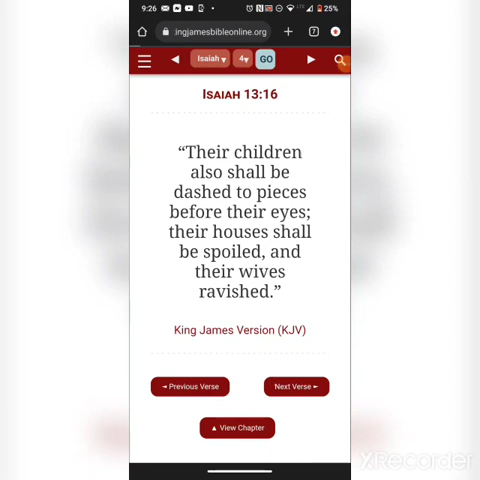 9:26
LTE
25%
ingjamesbibleonline.org
7
Isaiah
4
GO
ISAIAH 13:16
“Their children
also shall be
dashed to pieces
before their eyes;
their houses shall
be spoiled, and
their wives
ravished.”
King James Version (KJV)
◄ Previous Verse
Next Verse ►
▲ View Chapter
XRecorder